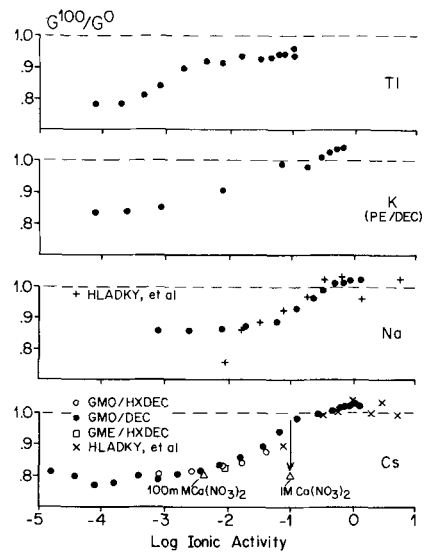 G¹⁰⁰/G⁰
1.0
.9
.8
Tl
1.0
.9
.8
K
(PE/DEC)
1.0
.9
.8
+ HLADKY, et al
Na
1.0
.9
.8
○ GMO/HXDEC
● GMO/DEC
□ GME/HXDEC
× HLADKY, et al
Cs
100mMCa(NO₃)₂
1M Ca(NO₃)₂
-5 -4 -3 -2 -1 0 1
Log Ionic Activity